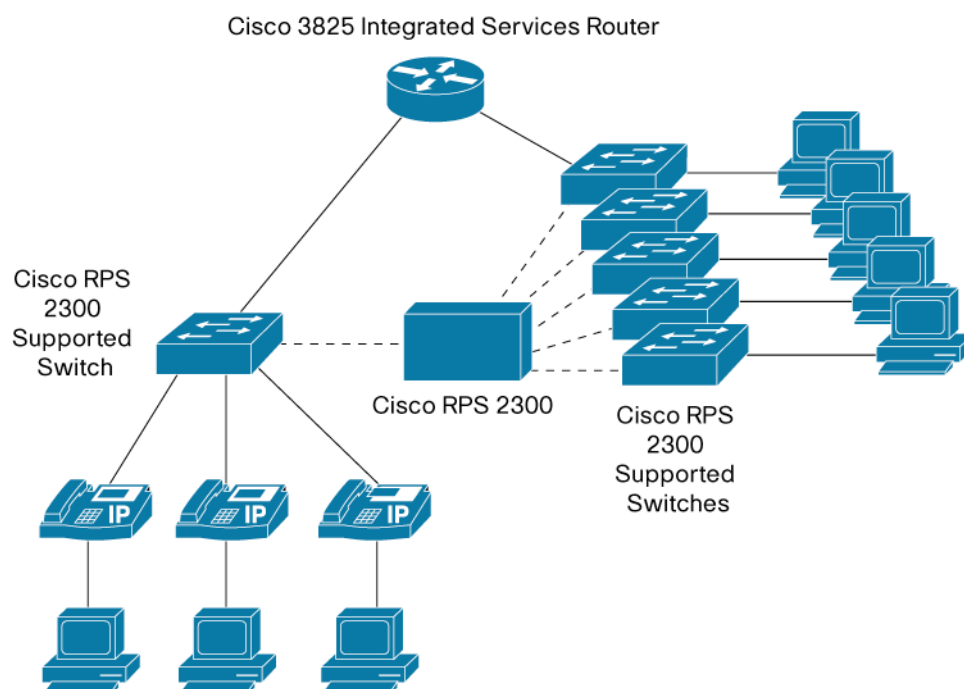 Cisco 3825 Integrated Services Router
Cisco RPS
2300
Supported
Switch
Cisco RPS 2300
Cisco RPS
2300
Supported
Switches
IP
IP
IP